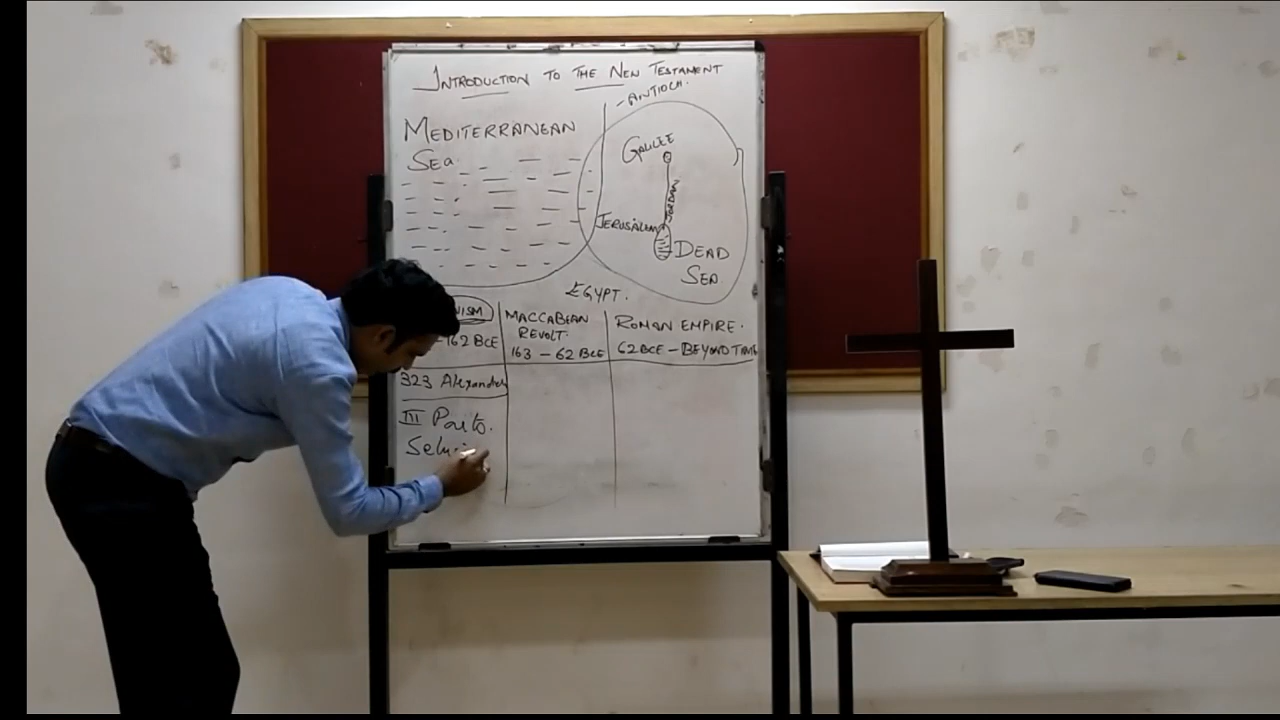 INTRODUCTION TO THE NEW TESTAMENT
- ANTIOCH.
MEDITERRANEAN
SEa.
GALILEE
JORDAN
JERUSALEM
DEAD
SEA
EGYPT.
NISM
-162 BCE
MACCABEAN
REVOLT.
163 - 62 BCE
ROMAN EMPIRE.
62 BCE - BEYOND
323 Alexander
III Parts.